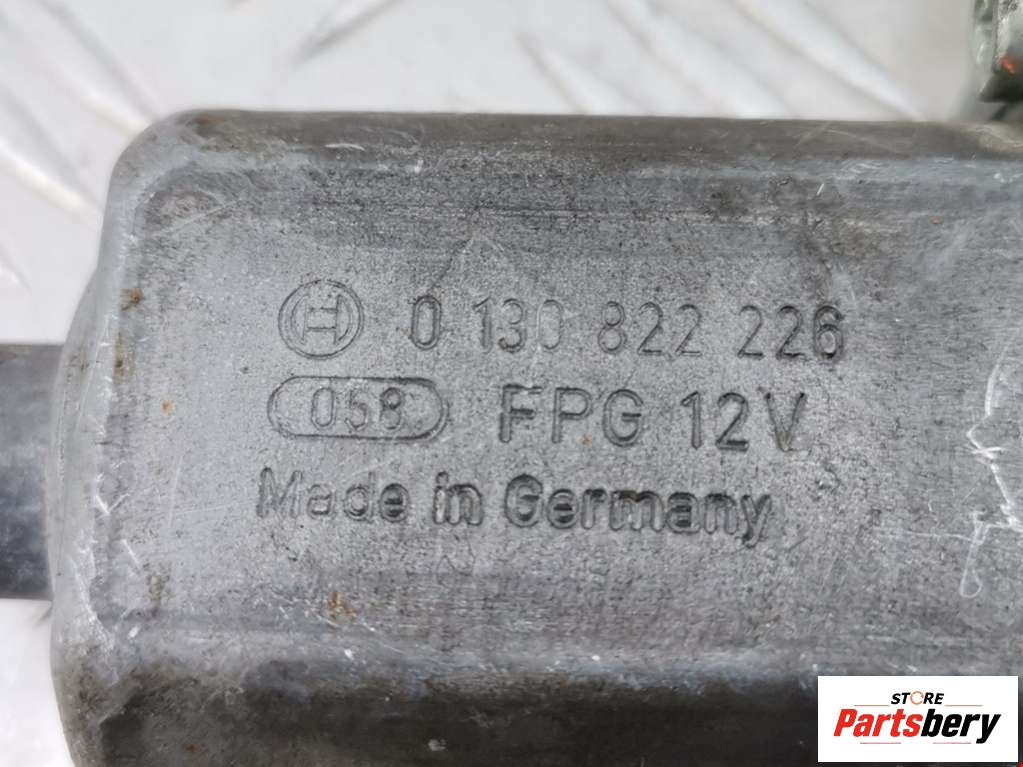 0 130 822 226
058 FPG 12V
Made in Germany
STORE
Partsbery